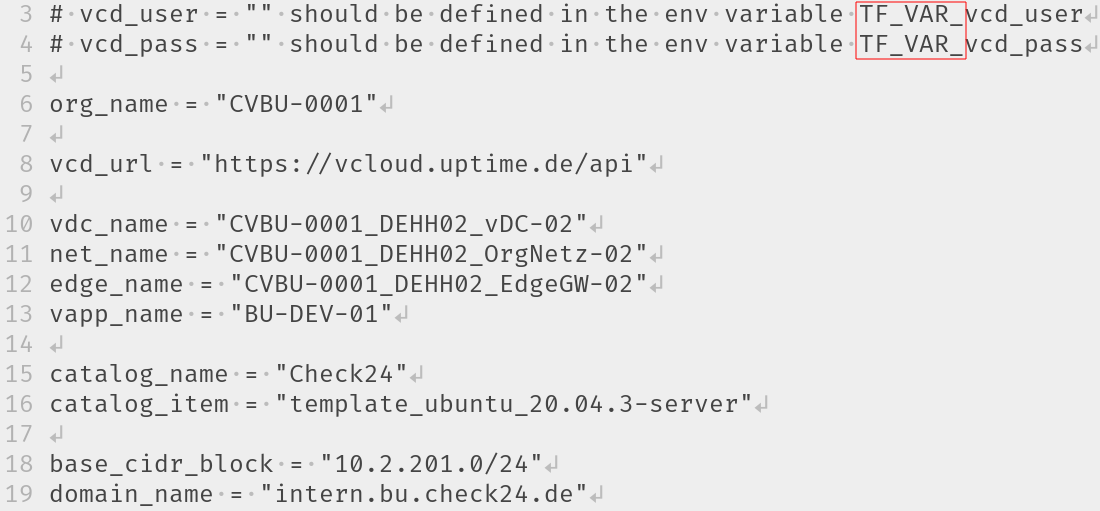 3 # vcd_user = "" should be defined in the env variable TF_VAR_vcd_user
4 # vcd_pass = "" should be defined in the env variable TF_VAR_vcd_pass
5
6 org_name = "CVBU-0001"
7
8 vcd_url = "https://vcloud.uptime.de/api"
9
10 vdc_name = "CVBU-0001_DEHH02_vDC-02"
11 net_name = "CVBU-0001_DEHH02_OrgNetz-02"
12 edge_name = "CVBU-0001_DEHH02_EdgeGW-02"
13 vapp_name = "BU-DEV-01"
14
15 catalog_name = "Check24"
16 catalog_item = "template_ubuntu_20.04.3-server"
17
18 base_cidr_block = "10.2.201.0/24"
19 domain_name = "intern.bu.check24.de"